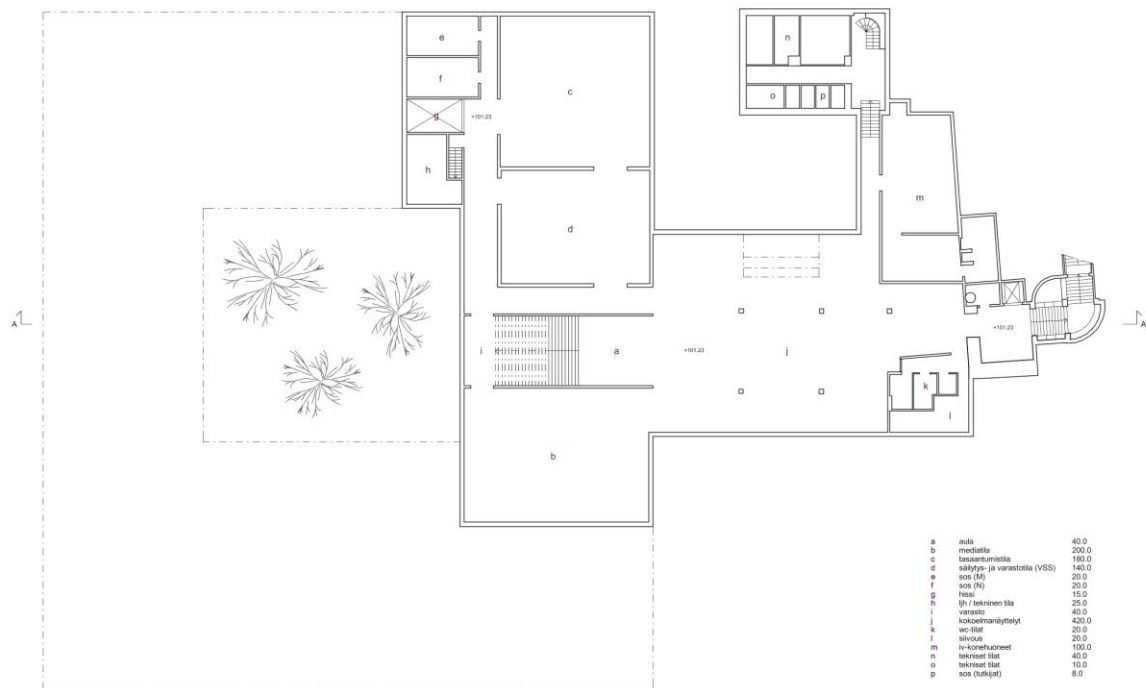 e
n
f
c
o
p
g
+101.23
h
m
d
A
A
+101.23
i
a
+101.23
j
k
l
b
a aula 40.0
b mediatila 200.0
c tasaantumistila 180.0
d säilytys- ja varastotila (VSS) 140.0
e sos (M) 20.0
f sos (N) 20.0
g hissi 15.0
h ljh / tekninen tila 25.0
i varasto 40.0
j kokoelmanäyttelyt 420.0
k wc-tilat 20.0
l siivous 20.0
m iv-konehuoneet 100.0
n tekniset tilat 40.0
o tekniset tilat 10.0
p sos (tutkijat) 8.0